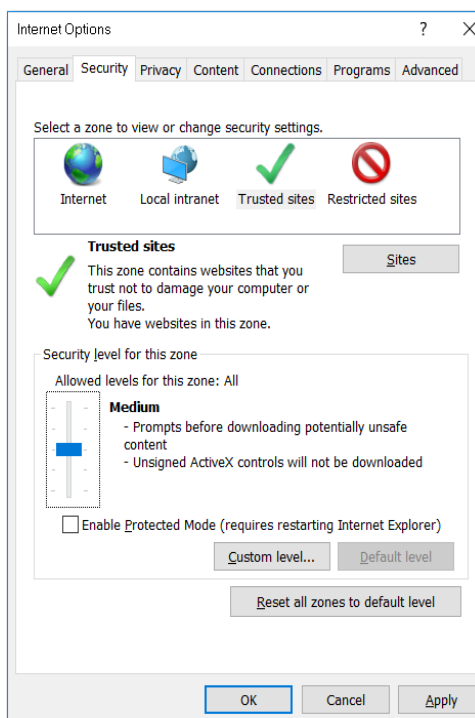 Internet Options ?
General Security Privacy Content Connections Programs Advanced
Select a zone to view or change security settings.
Internet Local intranet Trusted sites Restricted sites
Trusted sites
Sites
This zone contains websites that you
trust not to damage your computer or
your files.
You have websites in this zone.
Security level for this zone
Allowed levels for this zone: All
Medium
- Prompts before downloading potentially unsafe
content
- Unsigned ActiveX controls will not be downloaded
Enable Protected Mode (requires restarting Internet Explorer)
Custom level... Default level
Reset all zones to default level
OK Cancel Apply